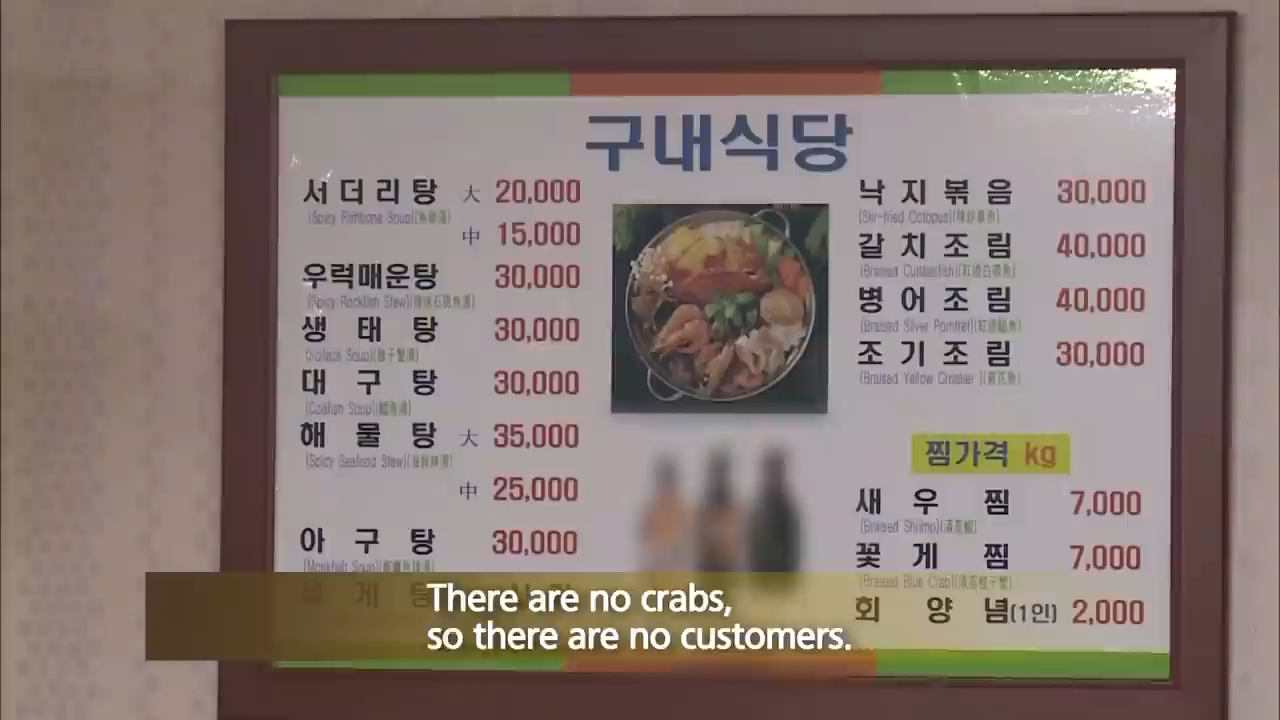 구내식당
서더리탕 大 20,000
(Spicy Fishbone Soup)
中 15,000
우럭매운탕 30,000
(Spicy Rockfish Stew)
생태탕 30,000
(Pollack Soup)
대구탕 30,000
(Codfish Soup)
해물탕 大 35,000
(Spicy Seafood Stew)
中 25,000
아구탕 30,000
(Monkfish Soup)
낙지볶음 30,000
(Stir-fried Octopus)
갈치조림 40,000
(Braised Cutlassfish)
병어조림 40,000
(Braised Silver Pomfret)
조기조림 30,000
(Braised Yellow Croaker)
찜가격 kg
새우찜 7,000
(Braised Shrimp)
꽃게찜 7,000
(Braised Blue Crab)
회양념(1인) 2,000
There are no crabs,
so there are no customers.